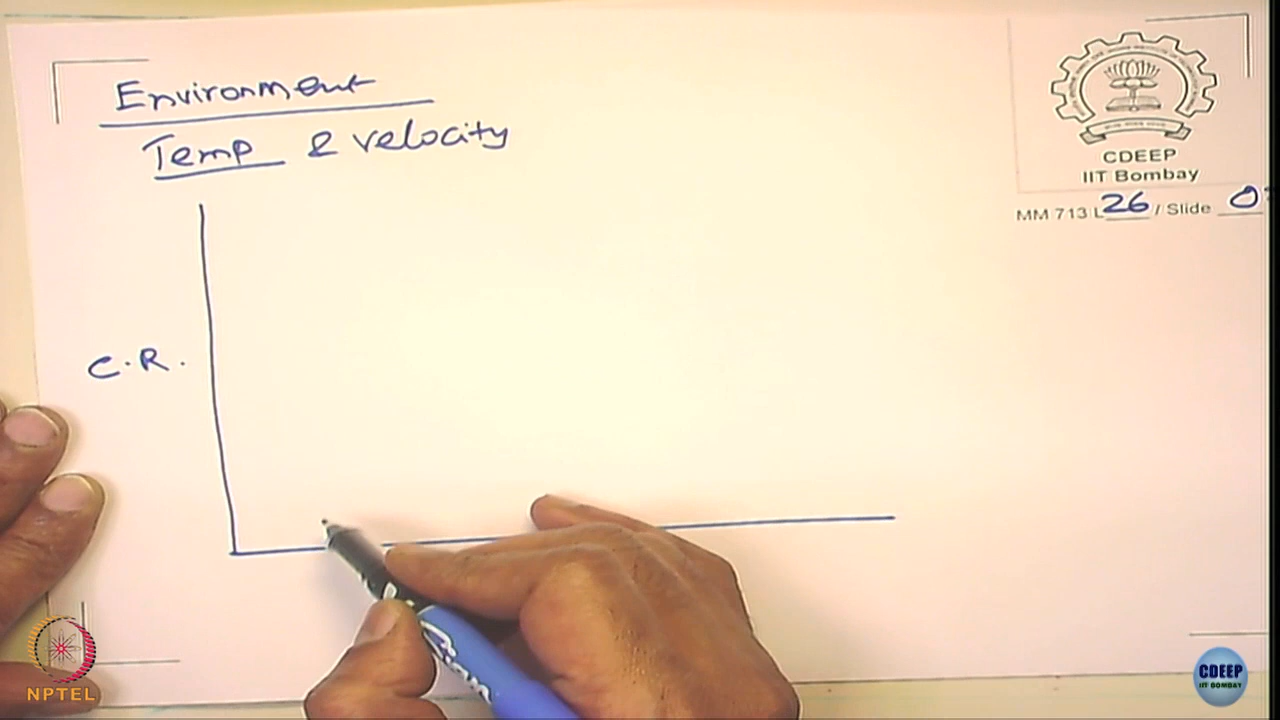 Environment
Temp & velocity
C.R.
CDEEP
IIT Bombay
MM 713 L 26 / Slide
NPTEL
CDEEP
IIT BOMBAY